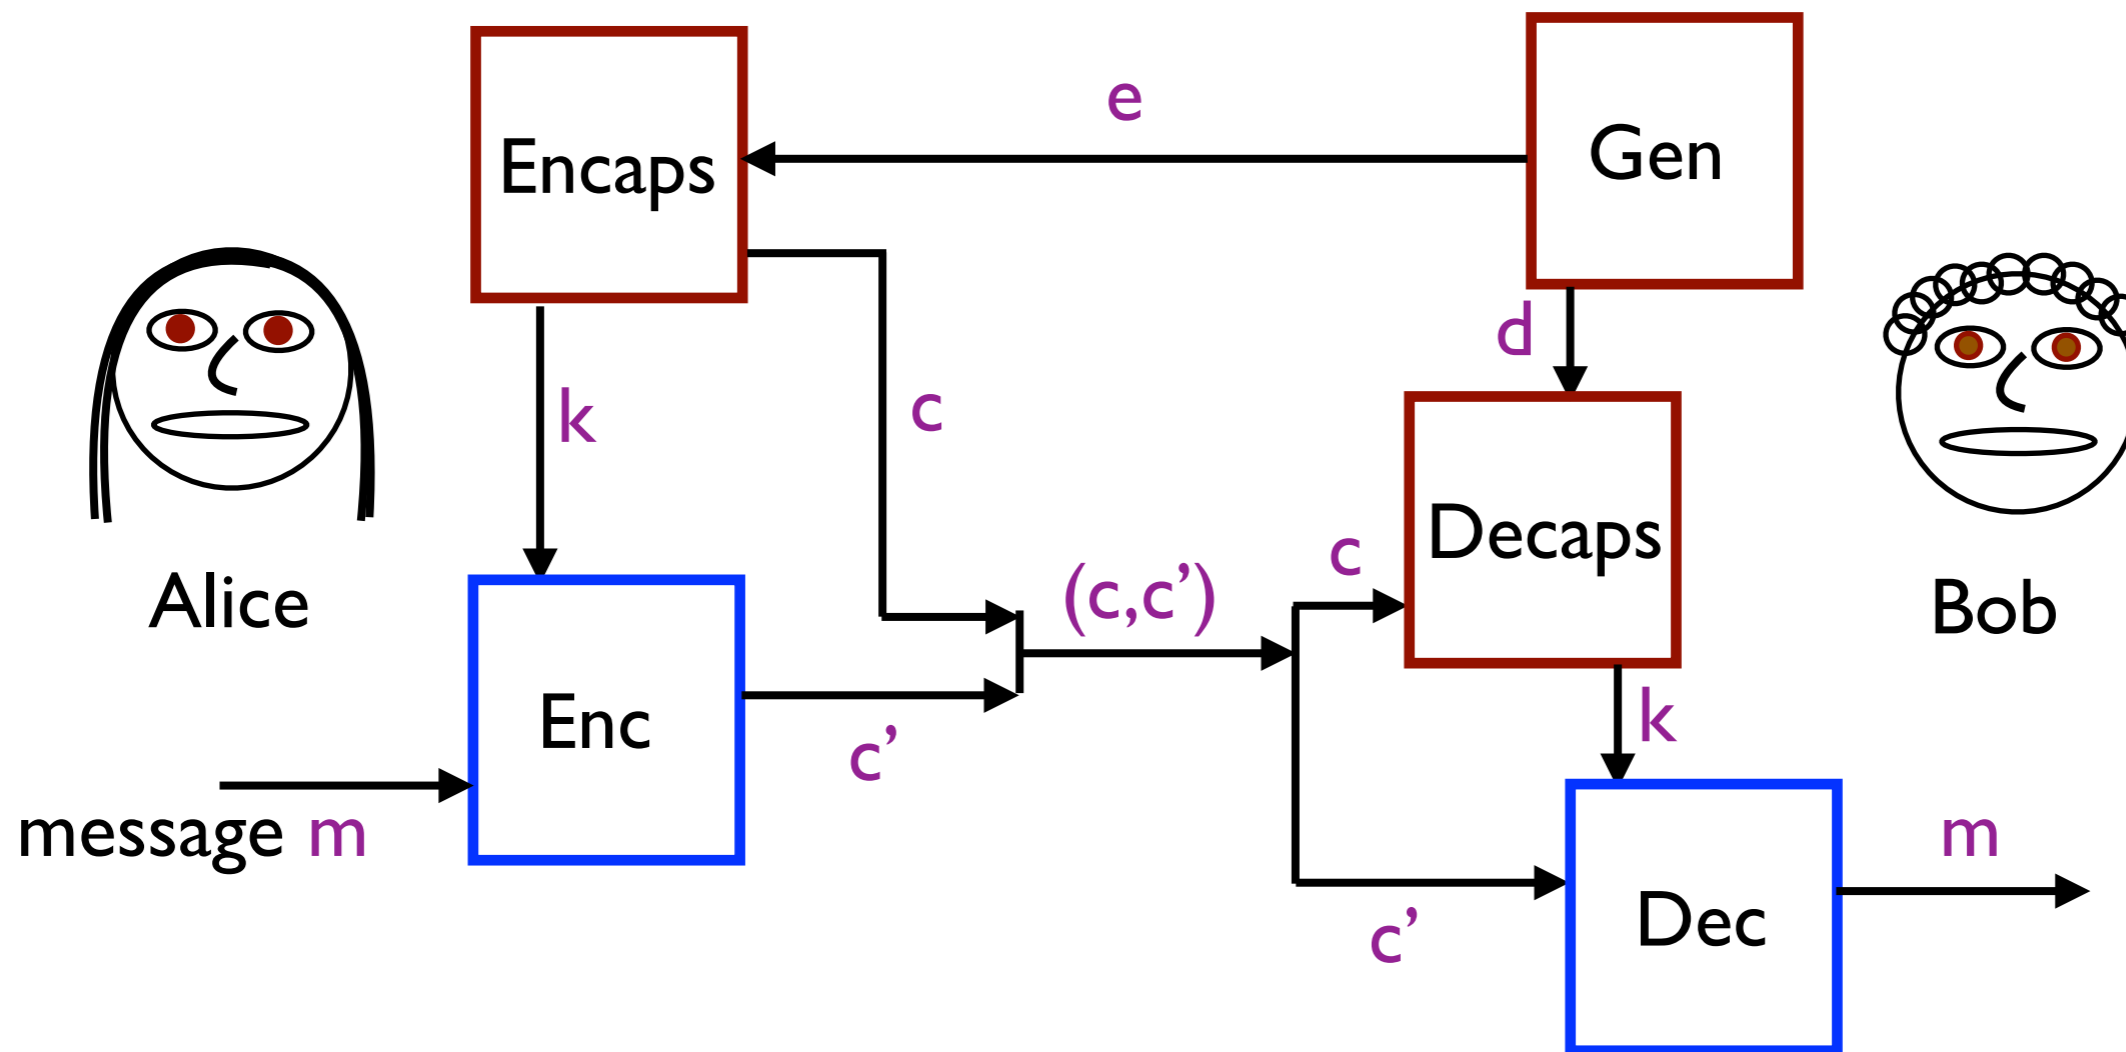 e
Encaps
Gen
d
k
c
Decaps
c
(c,c’)
Alice
Bob
Enc
k
c’
message m
m
Dec
c’